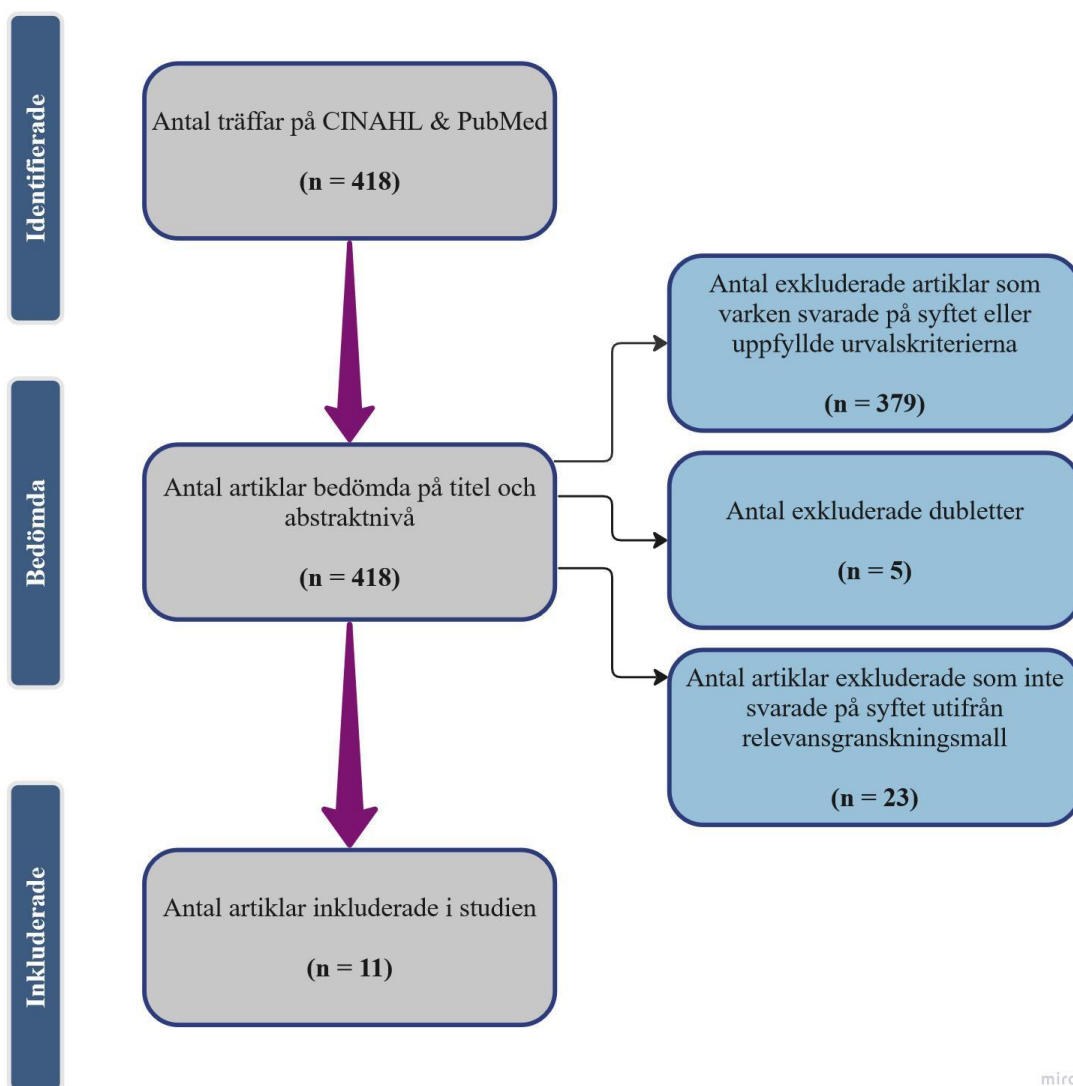 Identifierade
Antal träffar på CINAHL & PubMed
(n = 418)
Antal exkluderade artiklar som
varken svarade på syftet eller
uppfyllde urvalskriterierna
(n = 379)
Bedömda
Antal artiklar bedömda på titel och
abstraktnivå
(n = 418)
Antal exkluderade dubletter
(n = 5)
Antal artiklar exkluderade som inte
svarade på syftet utifrån
relevansgranskningsmall
(n = 23)
Inkluderade
Antal artiklar inkluderade i studien
(n = 11)